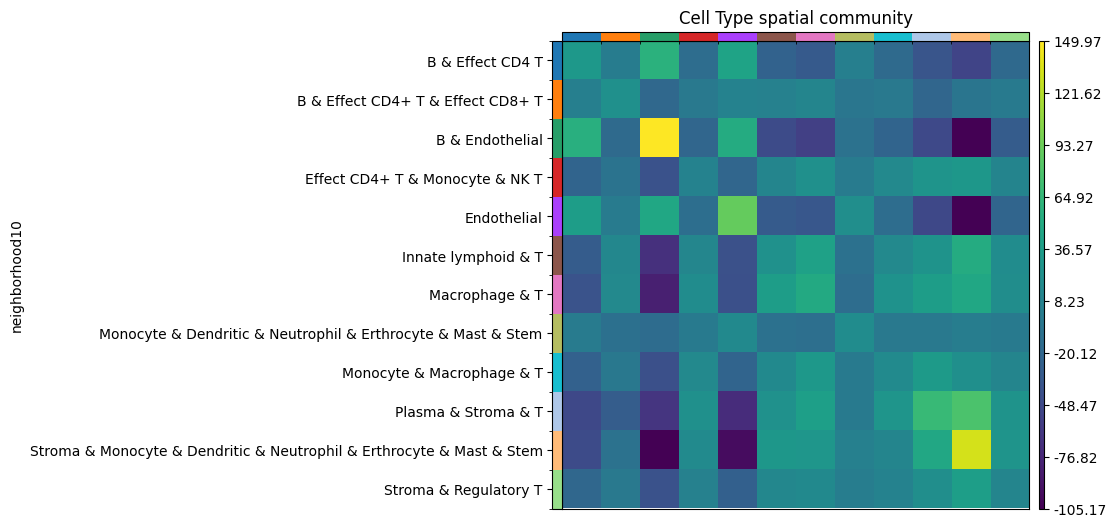 Cell Type spatial community
neighborhood10
B & Effect CD4 T
B & Effect CD4+ T & Effect CD8+ T
B & Endothelial
Effect CD4+ T & Monocyte & NK T
Endothelial
Innate lymphoid & T
Macrophage & T
Monocyte & Dendritic & Neutrophil & Erthrocyte & Mast & Stem
Monocyte & Macrophage & T
Plasma & Stroma & T
Stroma & Monocyte & Dendritic & Neutrophil & Erthrocyte & Mast & Stem
Stroma & Regulatory T
149.97
121.62
93.27
64.92
36.57
8.23
-20.12
-48.47
-76.82
-105.17